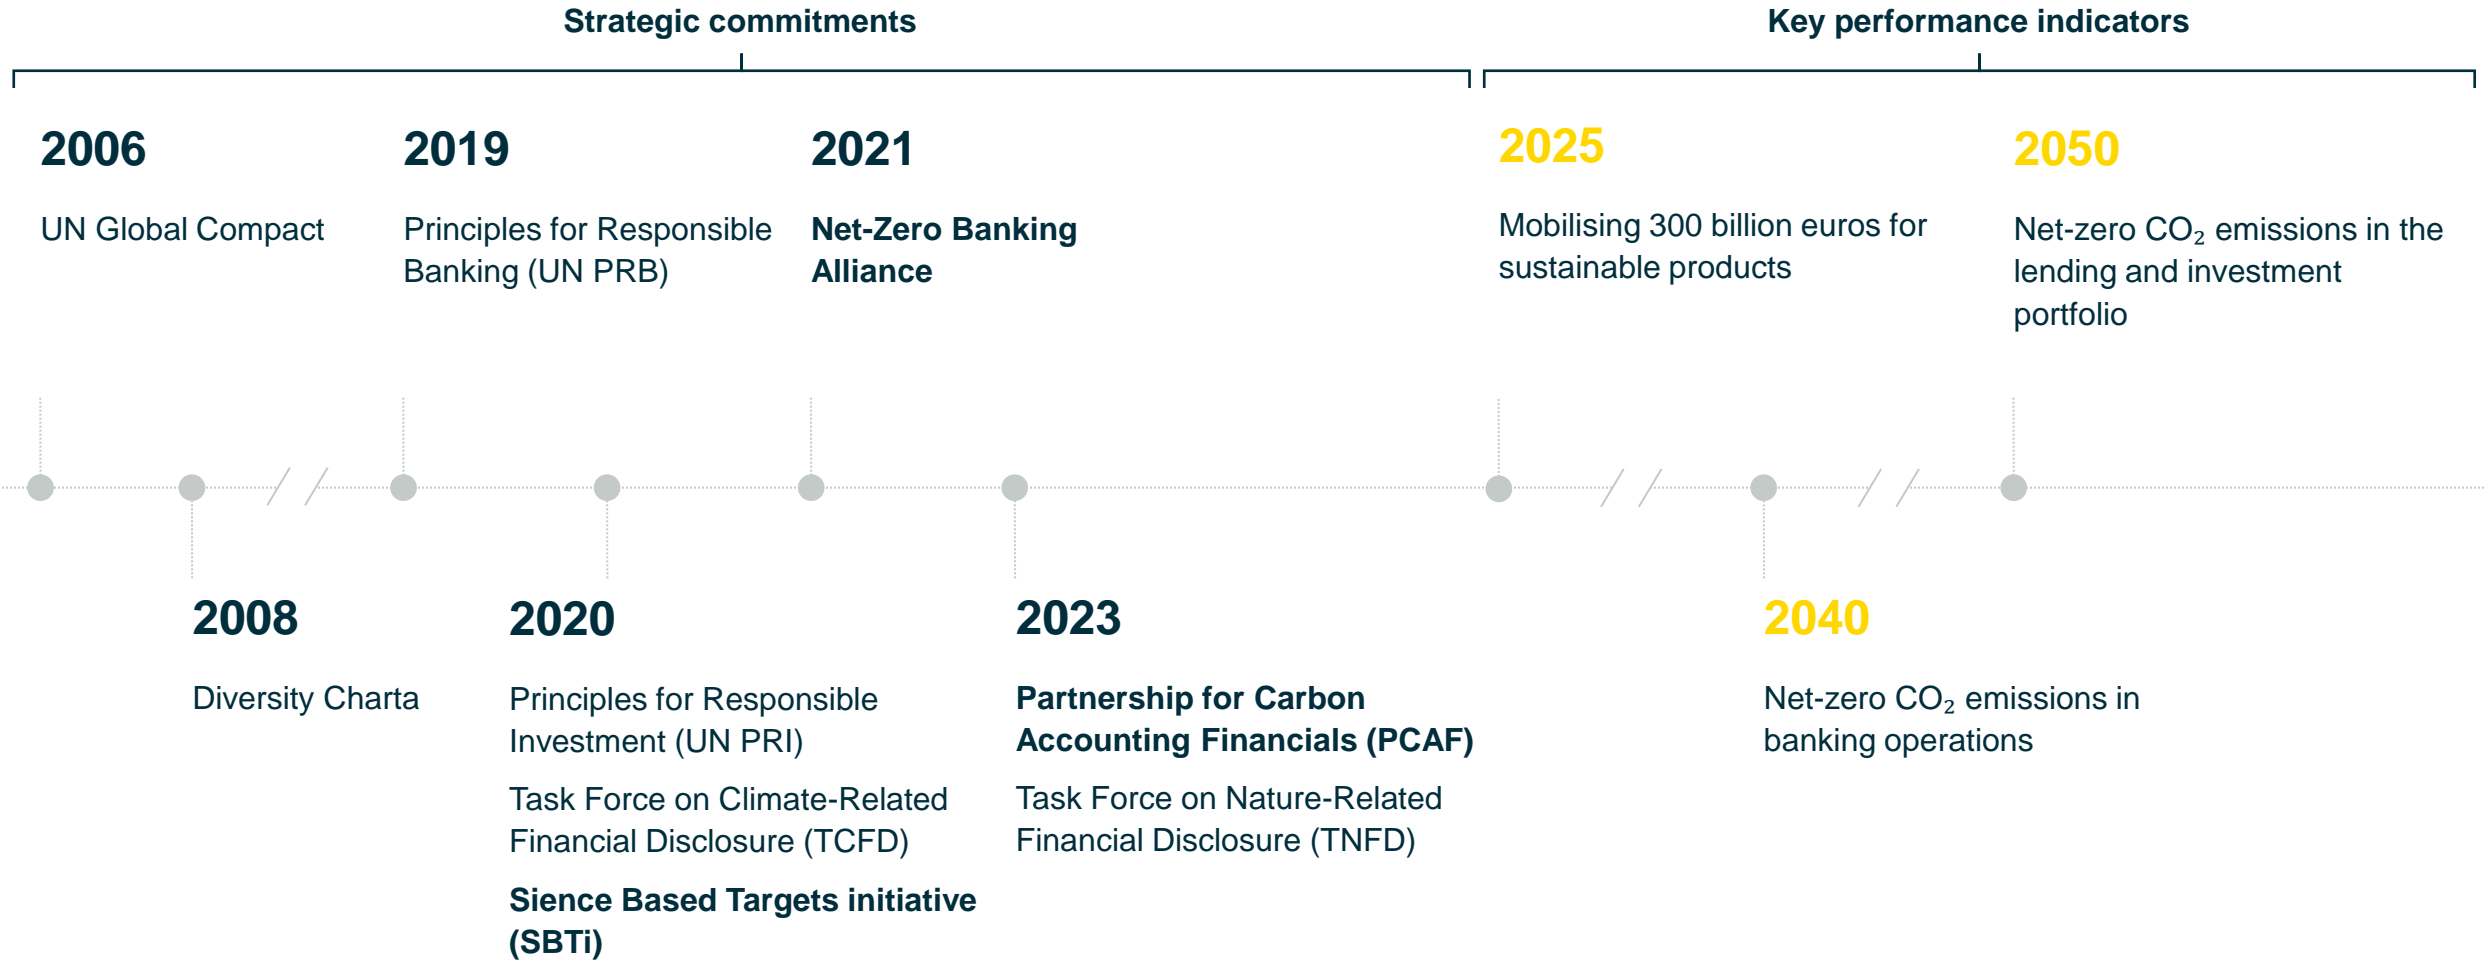 Strategic commitments
Key performance indicators
2006
UN Global Compact
2019
Principles for Responsible
Banking (UN PRB)
2021
Net-Zero Banking
Alliance
2025
Mobilising 300 billion euros for
sustainable products
2050
Net-zero CO₂ emissions in the
lending and investment
portfolio
2008
Diversity Charta
2020
Principles for Responsible
Investment (UN PRI)
Task Force on Climate-Related
Financial Disclosure (TCFD)
Sience Based Targets initiative
(SBTi)
2023
Partnership for Carbon
Accounting Financials (PCAF)
Task Force on Nature-Related
Financial Disclosure (TNFD)
2040
Net-zero CO₂ emissions in
banking operations